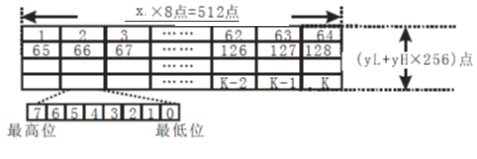 x.×8点=512点
1 2 3 …… 62 63 64
65 66 67 …… 126 127 128
……
…… K-2 K-1 K
(yL+yH×256)点
7 6 5 4 3 2 1 0
最高位 最低位